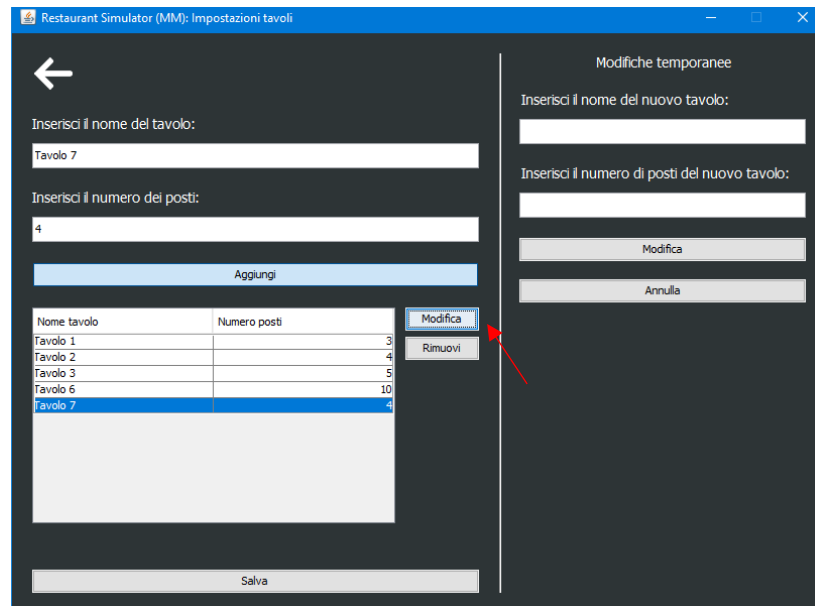 Restaurant Simulator (MM): Impostazioni tavoli
Inserisci il nome del tavolo:
Tavolo 7
Inserisci il numero dei posti:
4
Aggiungi
Nome tavolo Numero posti
Tavolo 1 3
Tavolo 2 4
Tavolo 3 5
Tavolo 6 10
Tavolo 7 4
Modifica
Rimuovi
Salva
Modifiche temporanee
Inserisci il nome del nuovo tavolo:
Inserisci il numero di posti del nuovo tavolo:
Modifica
Annulla